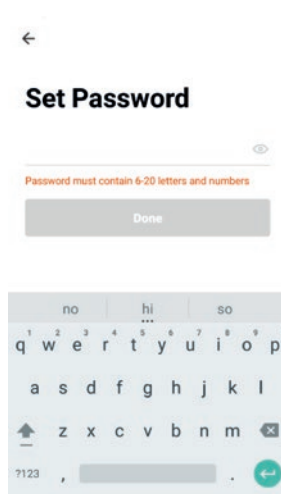 Set Password
Password must contain 6-20 letters and numbers
Done
no hi so
1 2 3 4 5 6 7 8 9
q w e r t y u i o p
a s d f g h j k l
z x c v b n m
?123 , .